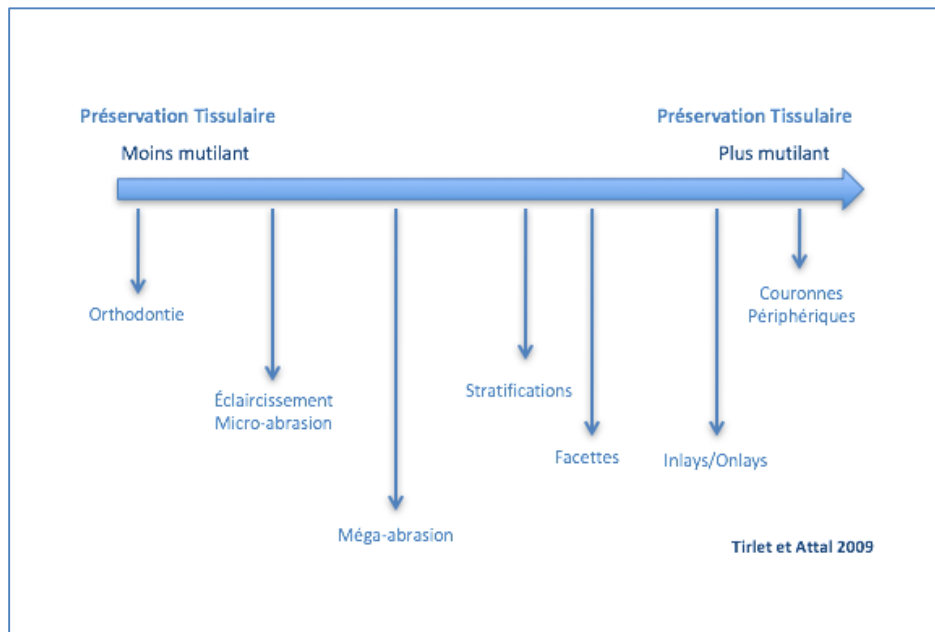 Préservation Tissulaire
Préservation Tissulaire
Moins mutilant
Plus mutilant
Orthodontie
Éclaircissement
Micro-abrasion
Méga-abrasion
Stratifications
Facettes
Inlays/Onlays
Couronnes
Périphériques
Tirlet et Attal 2009